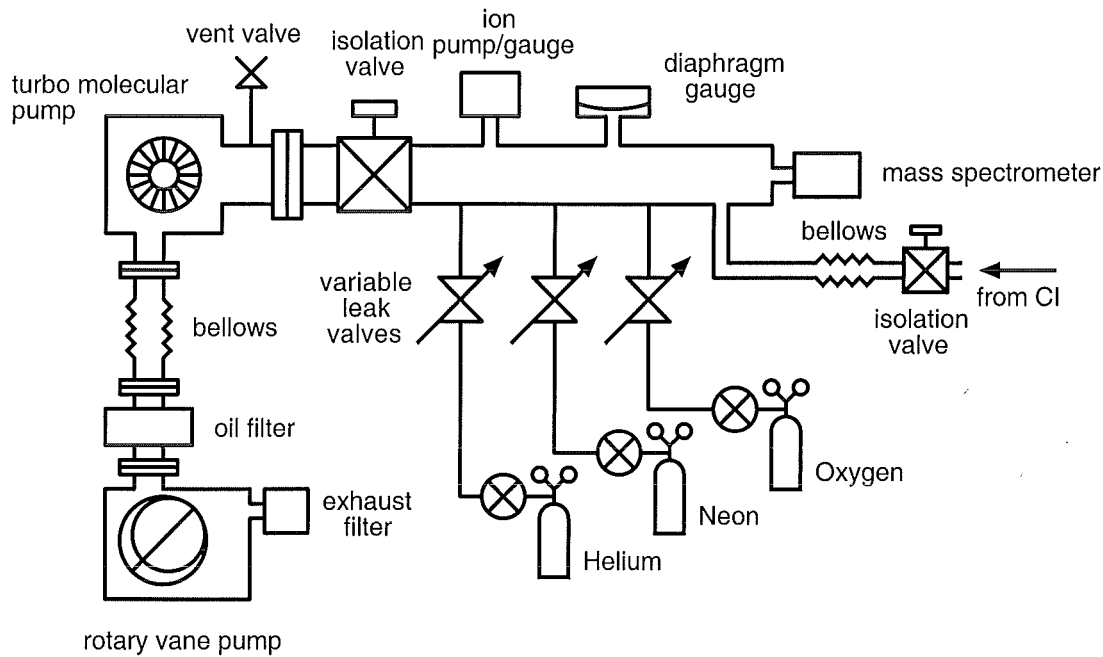 vent valve
isolation
valve
ion
pump/gauge
diaphragm
gauge
turbo molecular
pump
mass spectrometer
bellows
from CI
isolation
valve
variable
leak
valves
bellows
oil filter
exhaust
filter
Oxygen
Neon
Helium
rotary vane pump